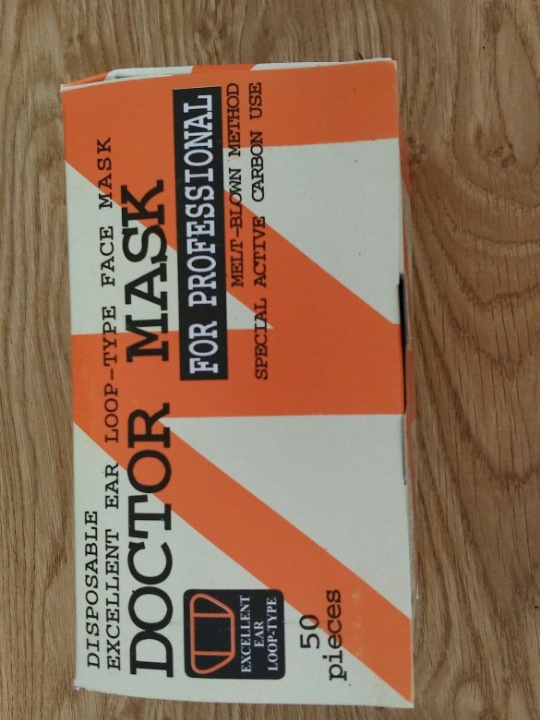 DISPOSABLE
EXCELLENT EAR LOOP-TYPE FACE MASK
DOCTOR MASK
FOR PROFESSIONAL
MELT-BLOWN METHOD
SPECIAL ACTIVE CARBON USE
EXCELLENT
EAR
LOOP-TYPE
50
pieces